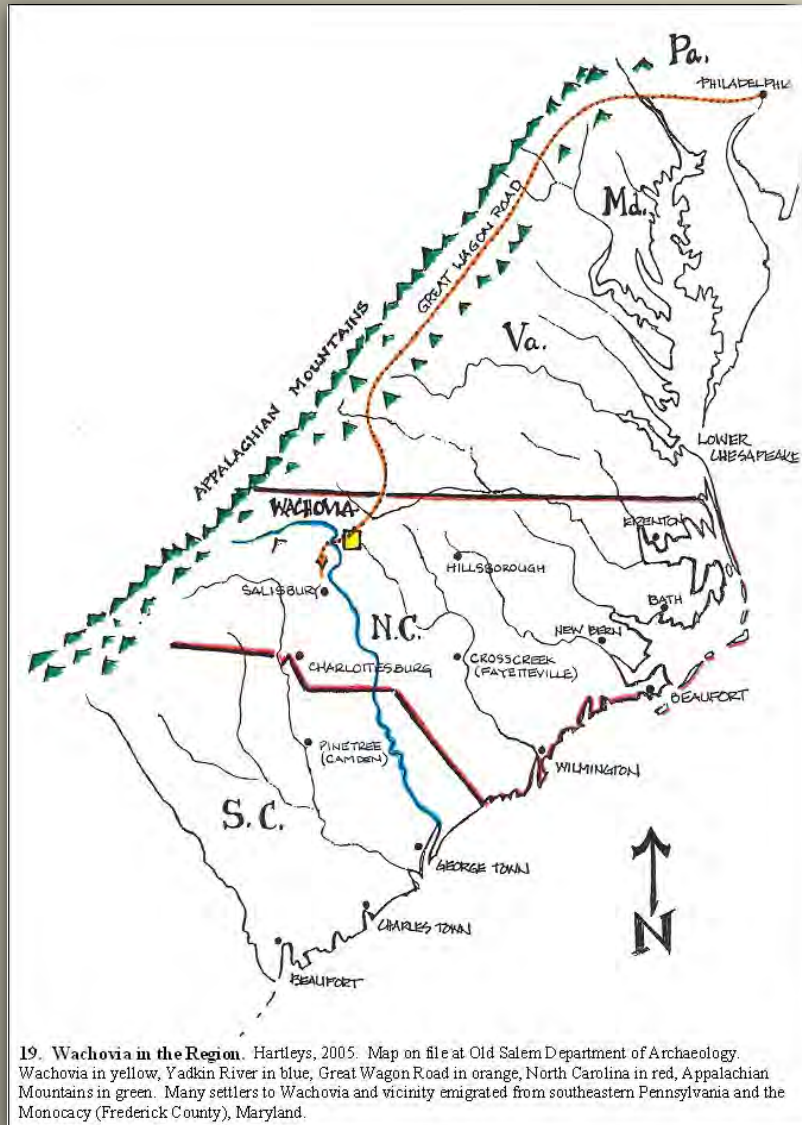 Pa.
PHILADELPHIA
Md.
GREAT WAGON ROAD
Va.
APPALACHIAN MOUNTAINS
LOWER
CHESAPEAKE
WACHOVIA
EDENTON
HILLSBOROUGH
SALISBURY
BATH
N.C.
NEW BERN
CHARLOTTESBURG
CROSSCREEK
(FAYETTEVILLE)
BEAUFORT
PINETREE
(CAMDEN)
WILMINGTON
S.C.
GEORGE TOWN
CHARLES TOWN
N
BEAUFORT
19. Wachovia in the Region. Hartleys, 2005. Map on file at Old Salem Department of Archaeology.
Wachovia in yellow, Yadkin River in blue, Great Wagon Road in orange, North Carolina in red, Appalachian
Mountains in green. Many settlers to Wachovia and vicinity emigrated from southeastern Pennsylvania and the
Monocacy (Frederick County), Maryland.